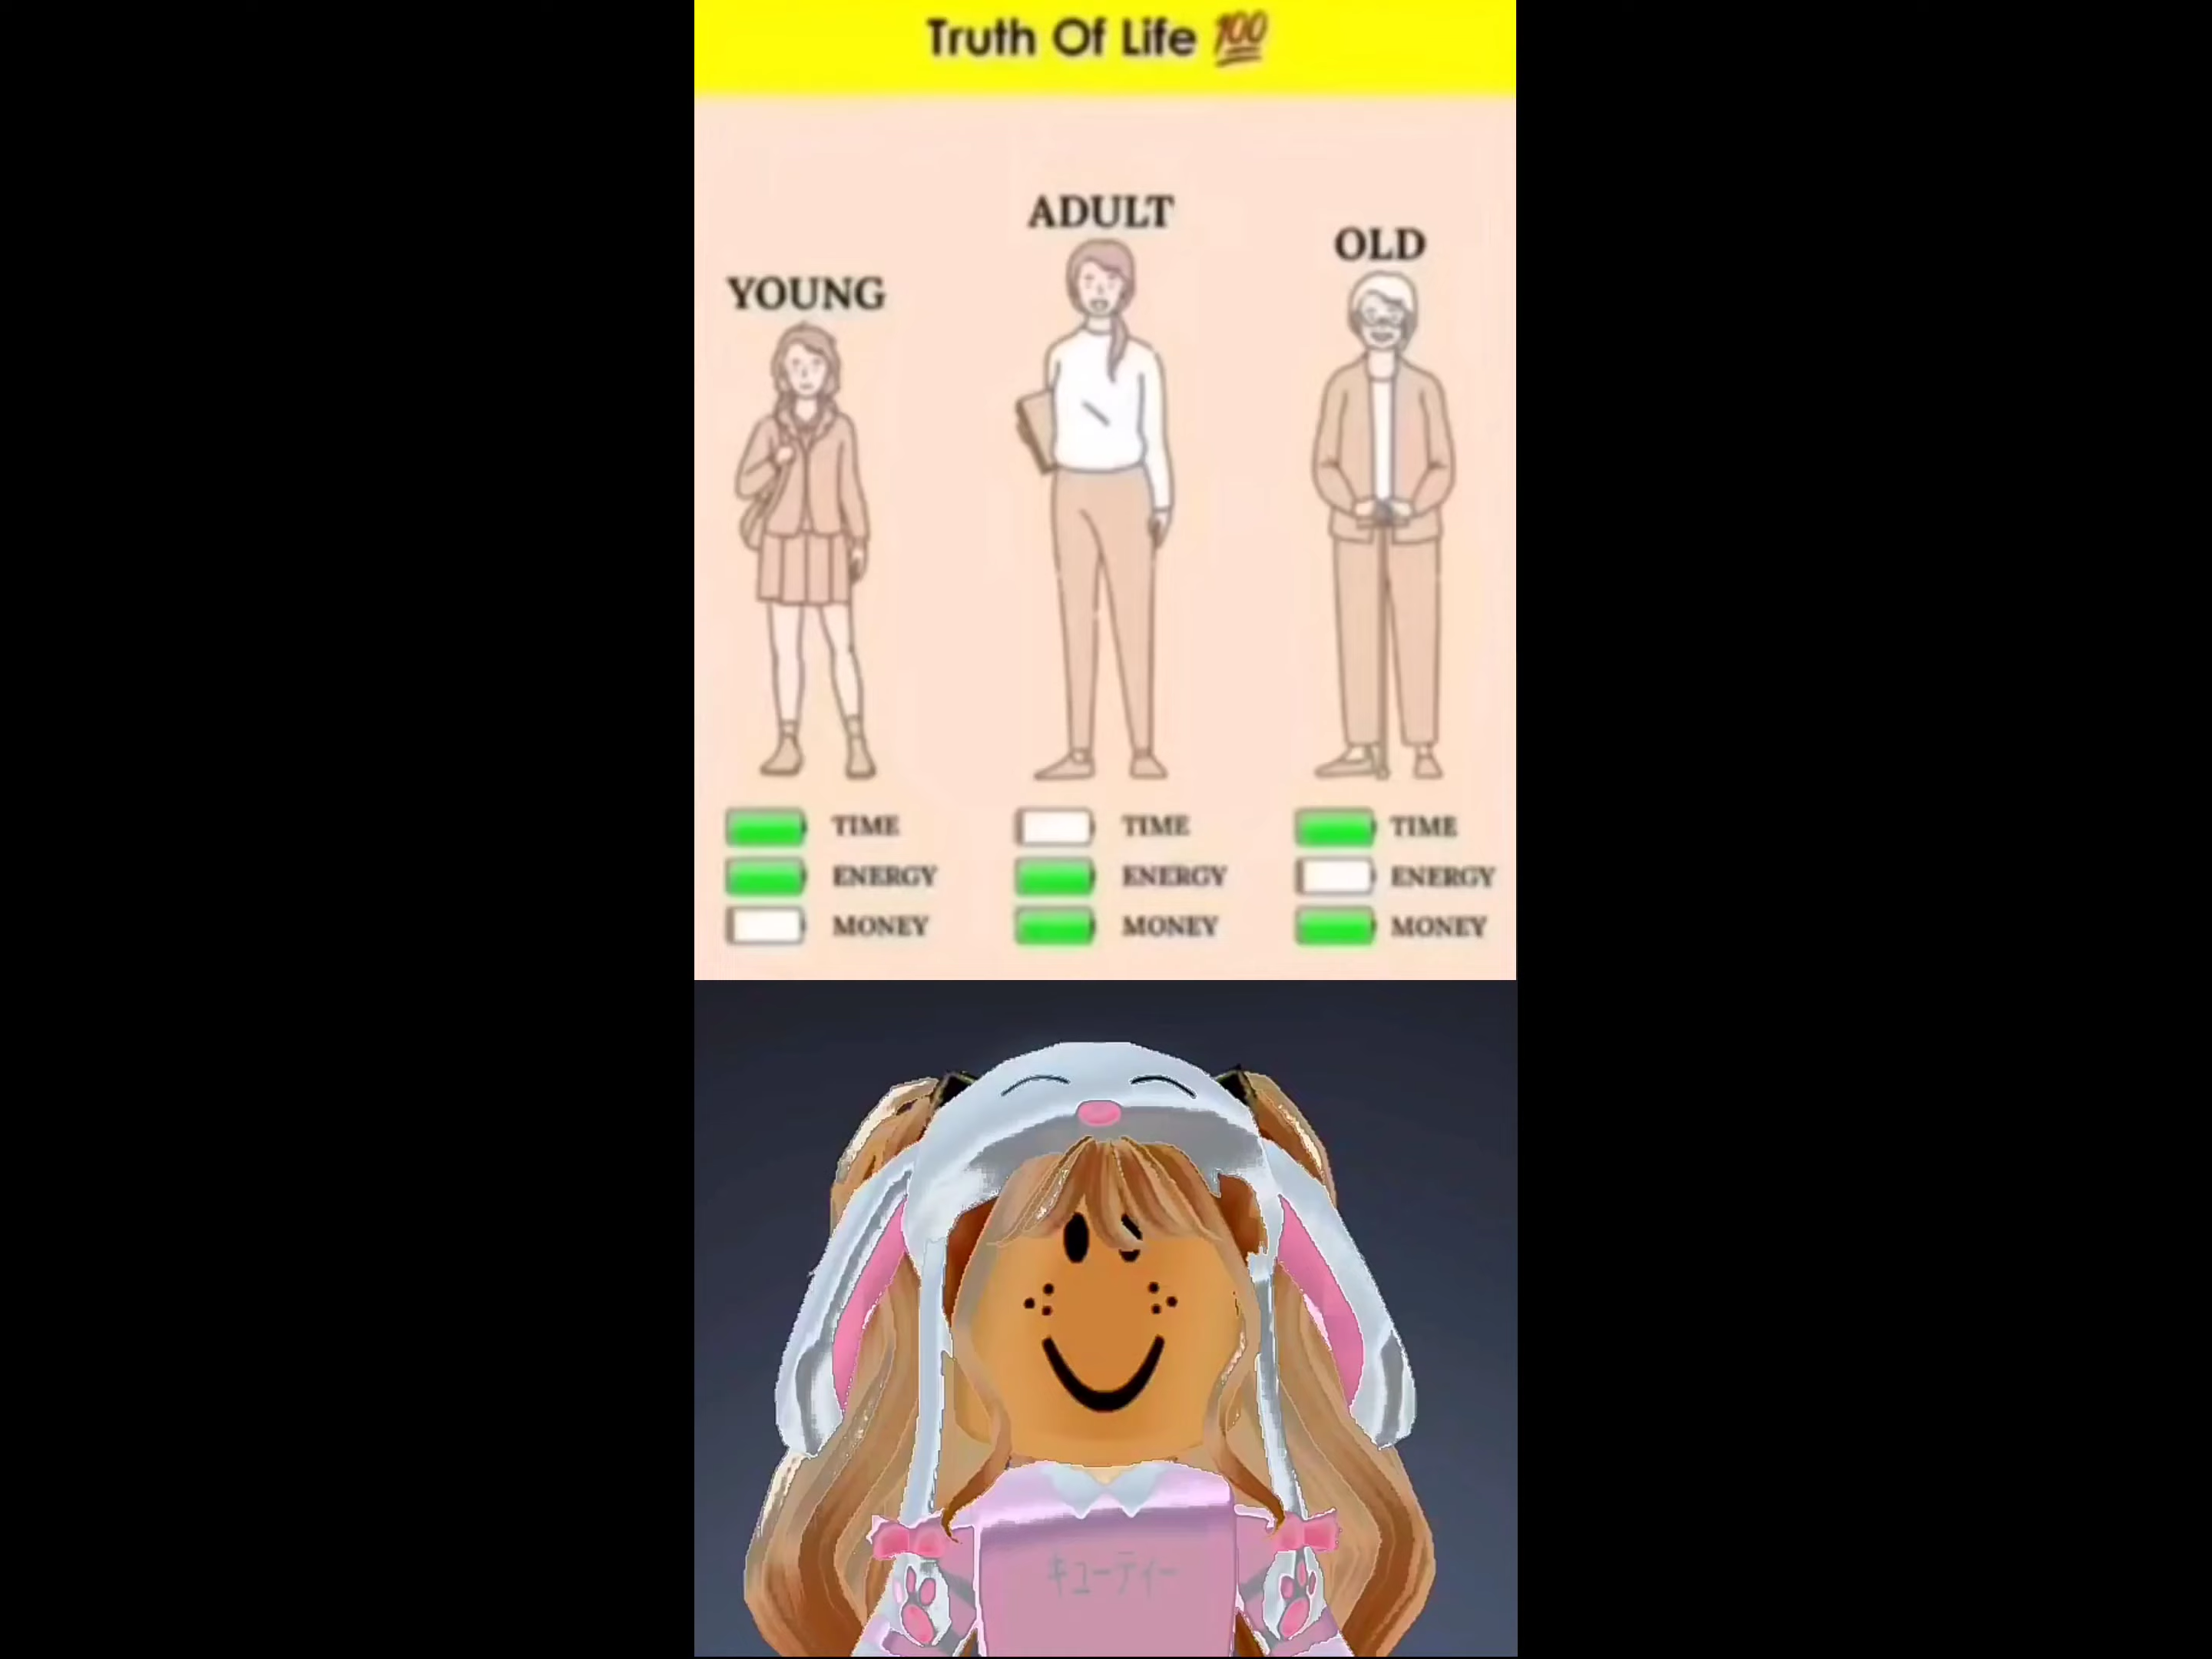 Truth Of Life 💯
ADULT
OLD
YOUNG
TIME
ENERGY
MONEY
TIME
ENERGY
MONEY
TIME
ENERGY
MONEY
キューティー